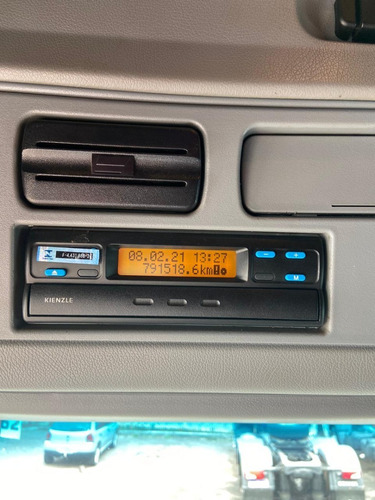 08.02.21 13:27
791518.6km
- +
M
KIENZLE